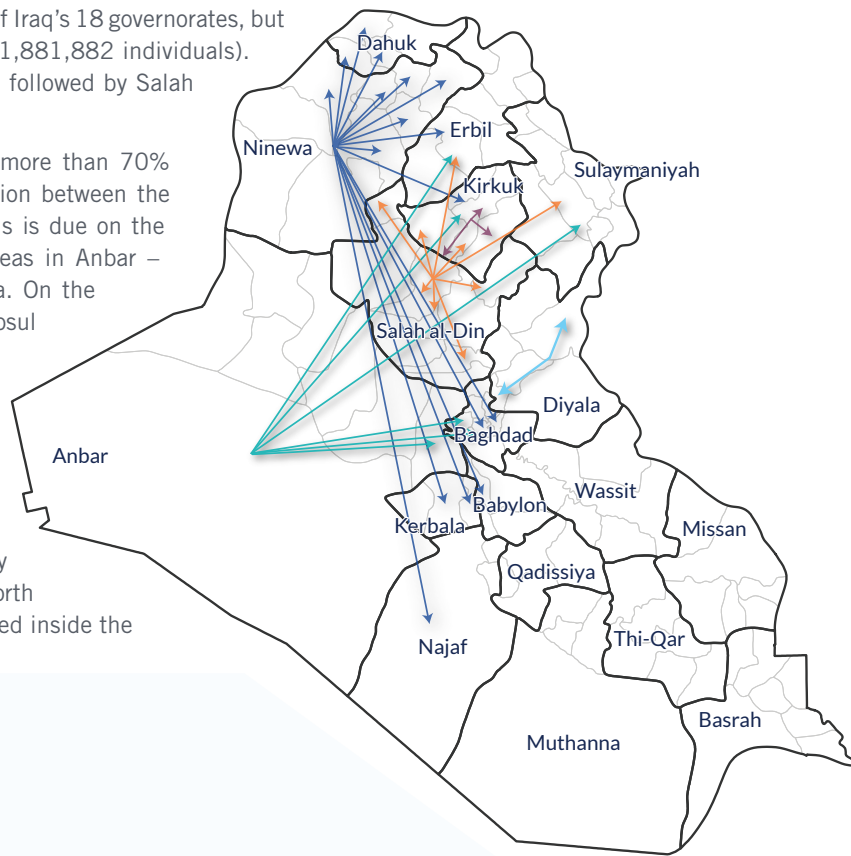 f Iraq's 18 governorates, but
1,881,882 individuals).
followed by Salah
more than 70%
ion between the
s is due on the
eas in Anbar –
a. On the
osul
y
orth
ed inside the
Dahuk
Erbil
Ninewa
Sulaymaniyah
Kirkuk
Salah al-Din
Diyala
Baghdad
Anbar
Wassit
Babylon
Kerbala
Missan
Qadissiya
Thi-Qar
Najaf
Basrah
Muthanna